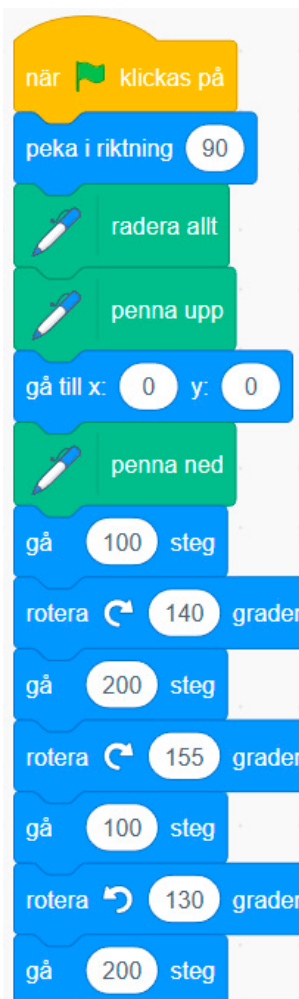 när klickas på
peka i riktning 90
radera allt
penna upp
gå till x: 0 y: 0
penna ned
gå 100 steg
rotera 140 grader
gå 200 steg
rotera 155 grader
gå 100 steg
rotera 130 grader
gå 200 steg